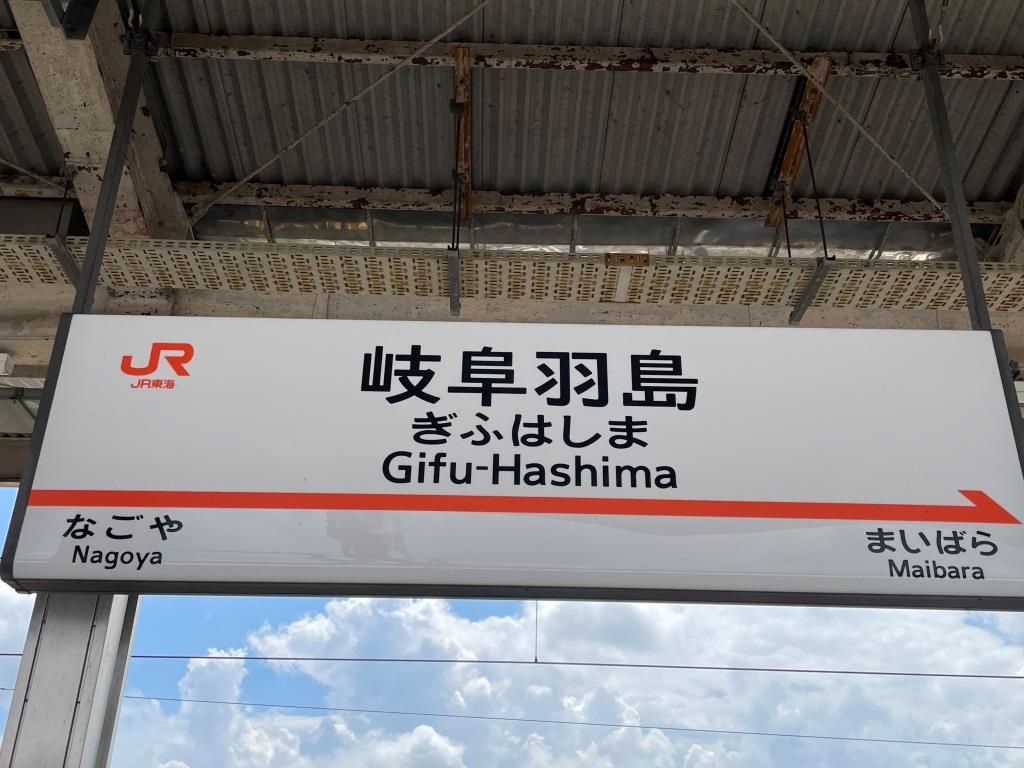 JR
JR東海
岐阜羽島
ぎふはしま
Gifu-Hashima
なごや
Nagoya
まいばら
Maibara